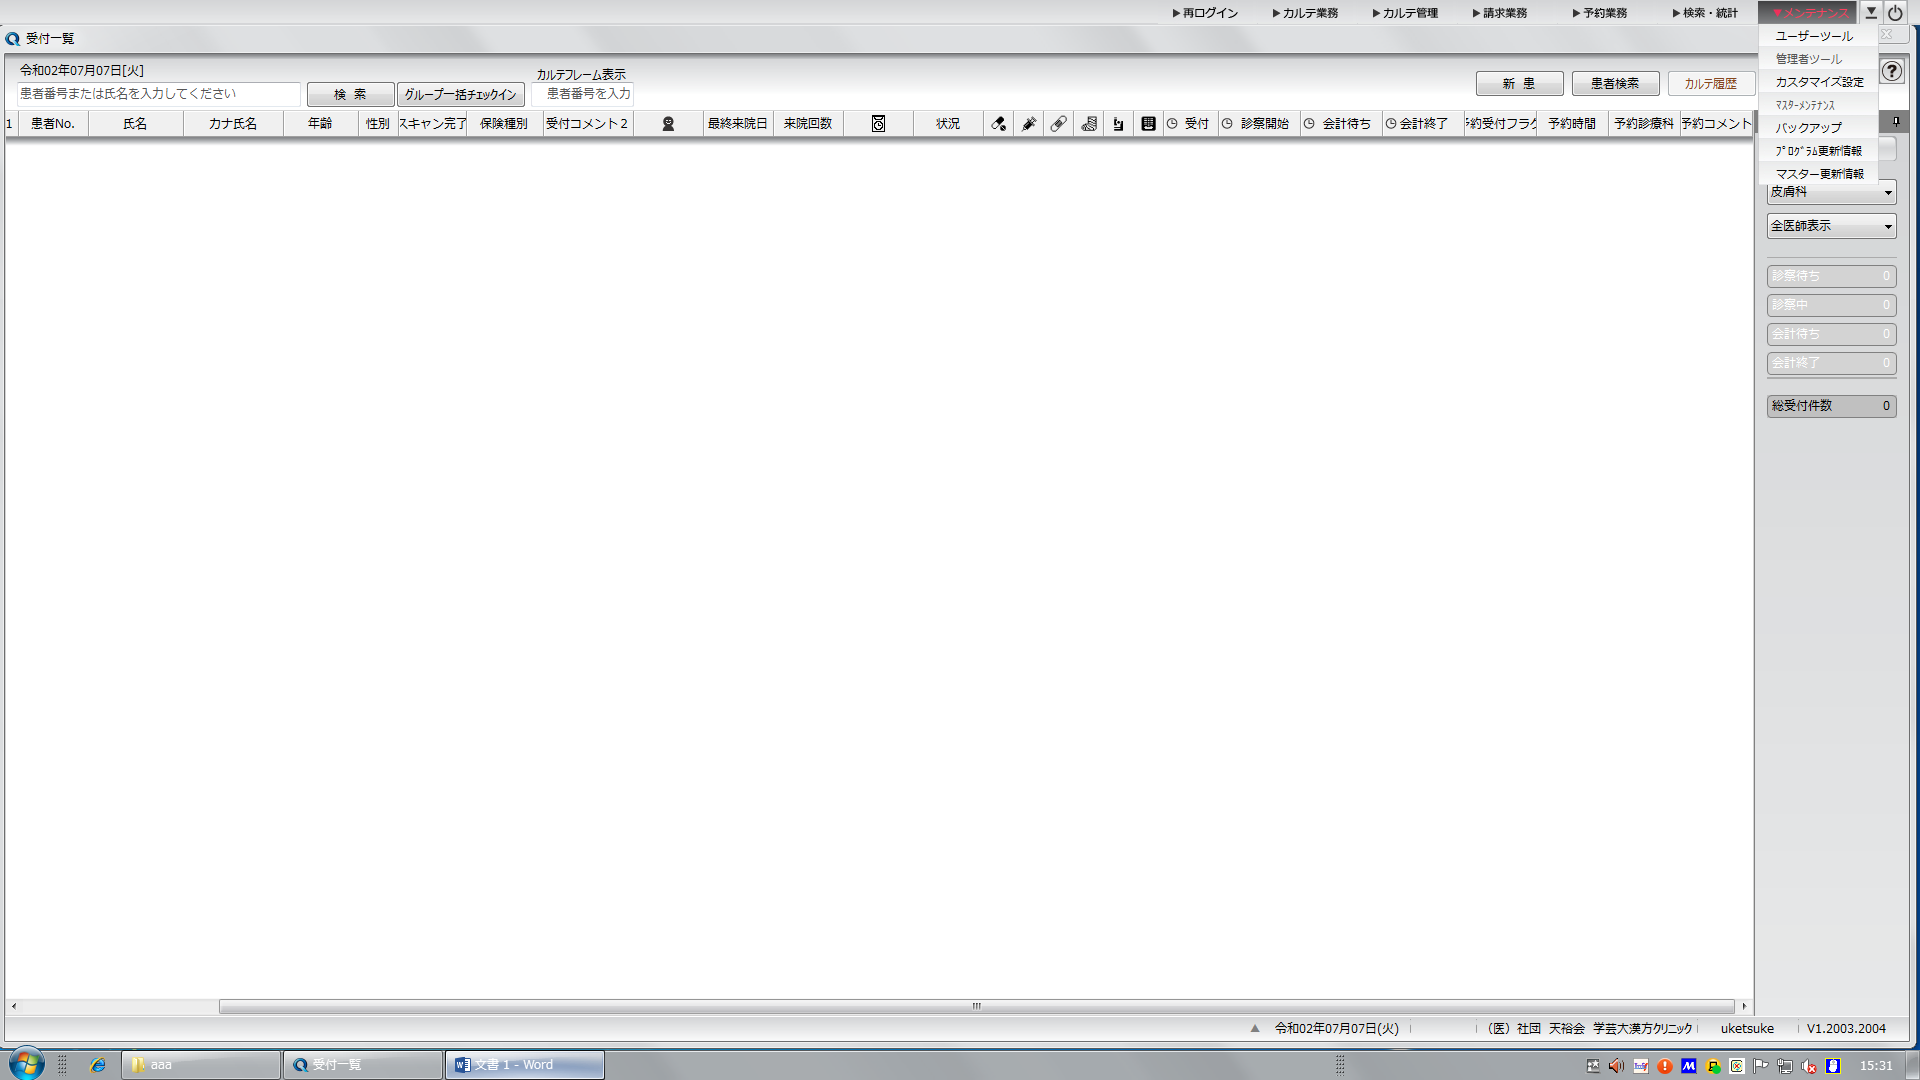 ▶再ログイン ▶カルテ業務 ▶カルテ管理 ▶請求業務 ▶予約業務 ▶検索・統計 ▼メンテナンス
受付一覧
ユーザーツール
管理者ツール
カスタマイズ設定
マスターメンテナンス
バックアップ
プログラム更新情報
マスター更新情報
令和02年07月07日[火]
カルテフレーム表示
患者番号または氏名を入力してください
検 索
グループ一括チェックイン
患者番号を入力
新 患
患者検索
カルテ履歴
?
1 患者No. 氏名 カナ氏名 年齢 性別 スキャン完了 保険種別 受付コメント2 最終来院日 来院回数 状況 受付 診察開始 会計待ち 会計終了 予約受付フラグ 予約時間 予約診療科 予約コメント
皮膚科
全医師表示
診察待ち 0
診察中 0
会計待ち 0
会計終了 0
総受付件数 0
▲ 令和02年07月07日(火) （医）社団 天裕会 学芸大漢方クリニック uketsuke V1.2003.2004
aaa
受付一覧
文書 1 - Word
15:31